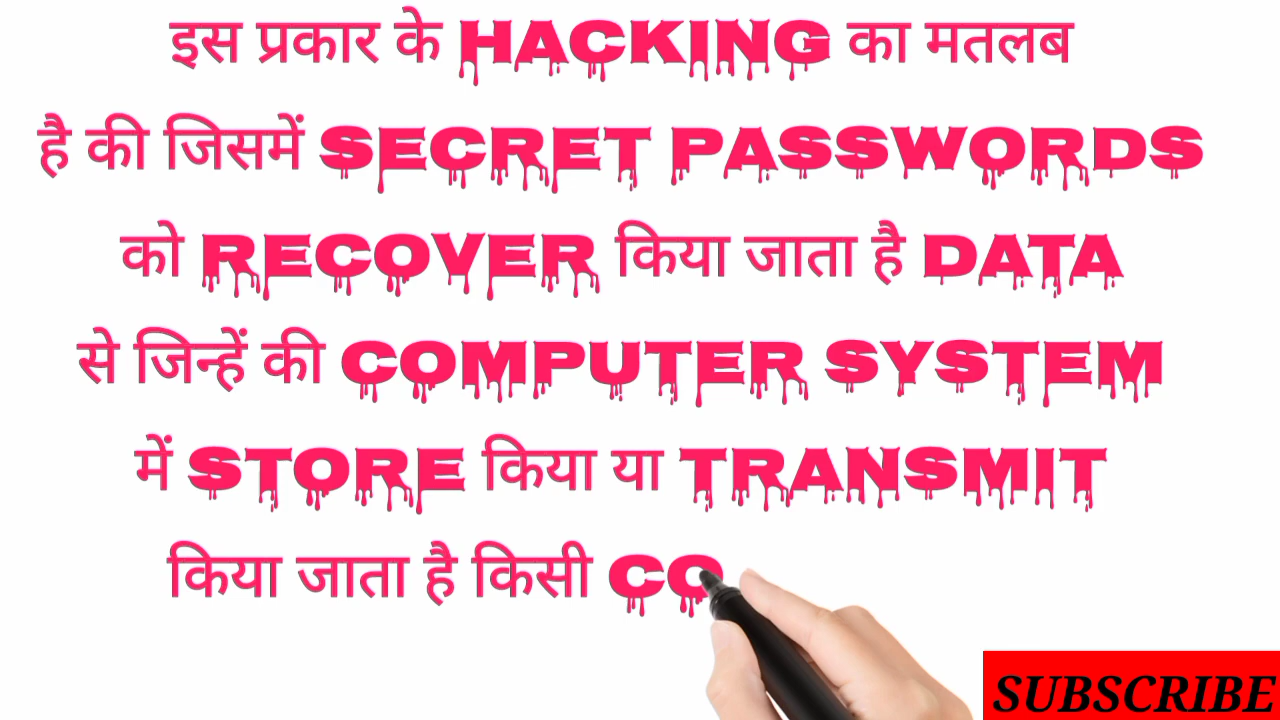 इस प्रकार के HACKING का मतलब
है की जिसमें SECRET PASSWORDS
को RECOVER किया जाता है DATA
से जिन्हें की COMPUTER SYSTEM
में STORE किया या TRANSMIT
किया जाता है किसी CO
SUBSCRIBE